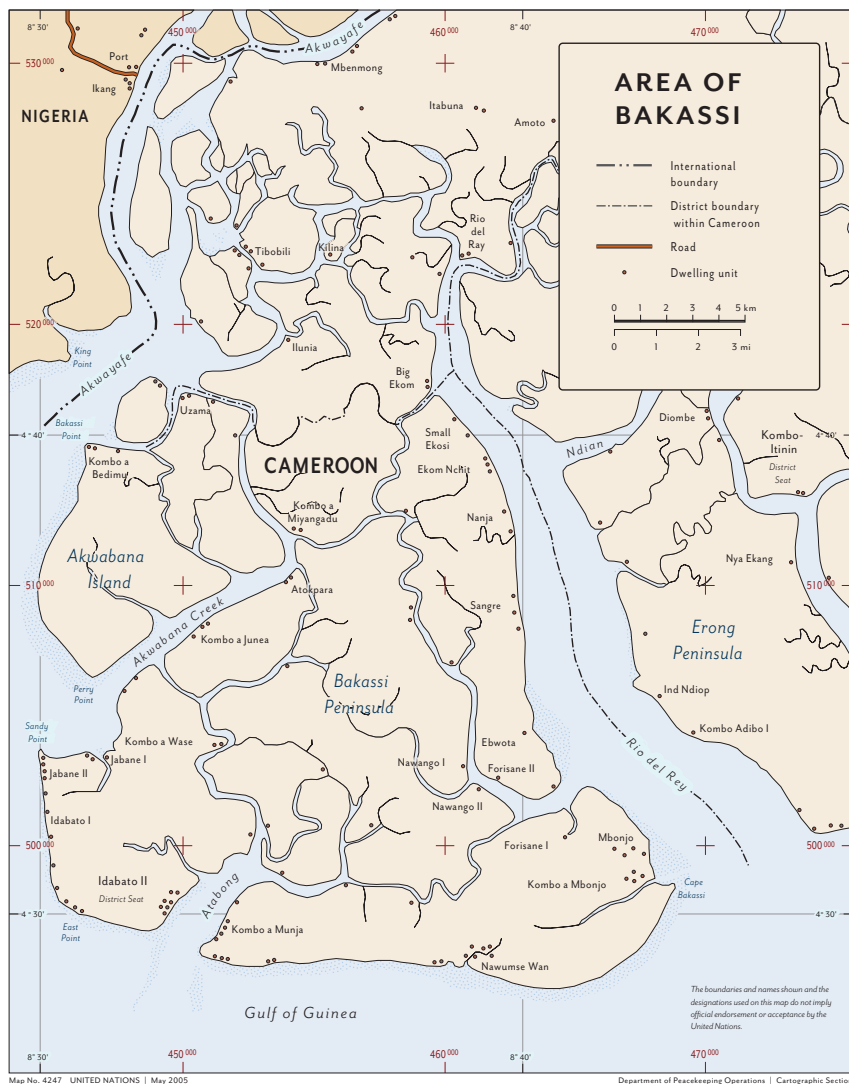 8° 30'
450 000
460 000
8° 40'
470 000
530 000
Port
Ikang
NIGERIA
Akwayafe
Mbenmong
Itabuna
Amoto
AREA OF
BAKASSI
International
boundary
District boundary
within Cameroon
Road
Dwelling unit
0 1 2 3 4 5 km
0 1 2 3 mi
Rio
del
Ray
Tibobili
Kilina
520 000
King
Point
Akwayafe
Ilunia
Big
Ekom
Uzama
Bakassi
Point
4° 40'
Kombo a
Bedimu
CAMEROON
Small
Ekosi
Ekom Nchit
Ndian
Diombe
Kombo-
Itinin
District
Seat
4° 40'
Kombo a
Miyangadu
Nanja
Akwabana
Island
Nya Ekang
510 000
510 000
Atokpara
Akwabana Creek
Kombo a Junea
Sangre
Erong
Peninsula
Perry
Point
Bakassi
Peninsula
Ind Ndiop
Sandy
Point
Kombo a Wase
Jabane I
Jabane II
Ebwota
Kombo Adibo I
Rio del Rey
Nawango I
Forisane II
Nawango II
Idabato I
500 000
500 000
Forisane I
Mbonjo
Idabato II
District Seat
Atabong
Kombo a Mbonjo
Cape
Bakassi
4° 30'
4° 30'
East
Point
Kombo a Munja
Nawumse Wan
Gulf of Guinea
The boundaries and names shown and the
designations used on this map do not imply
official endorsement or acceptance by the
United Nations.
8° 30'
450 000
460 000
8° 40'
470 000
Map No. 4247 UNITED NATIONS | May 2005
Department of Peacekeeping Operations | Cartographic Section